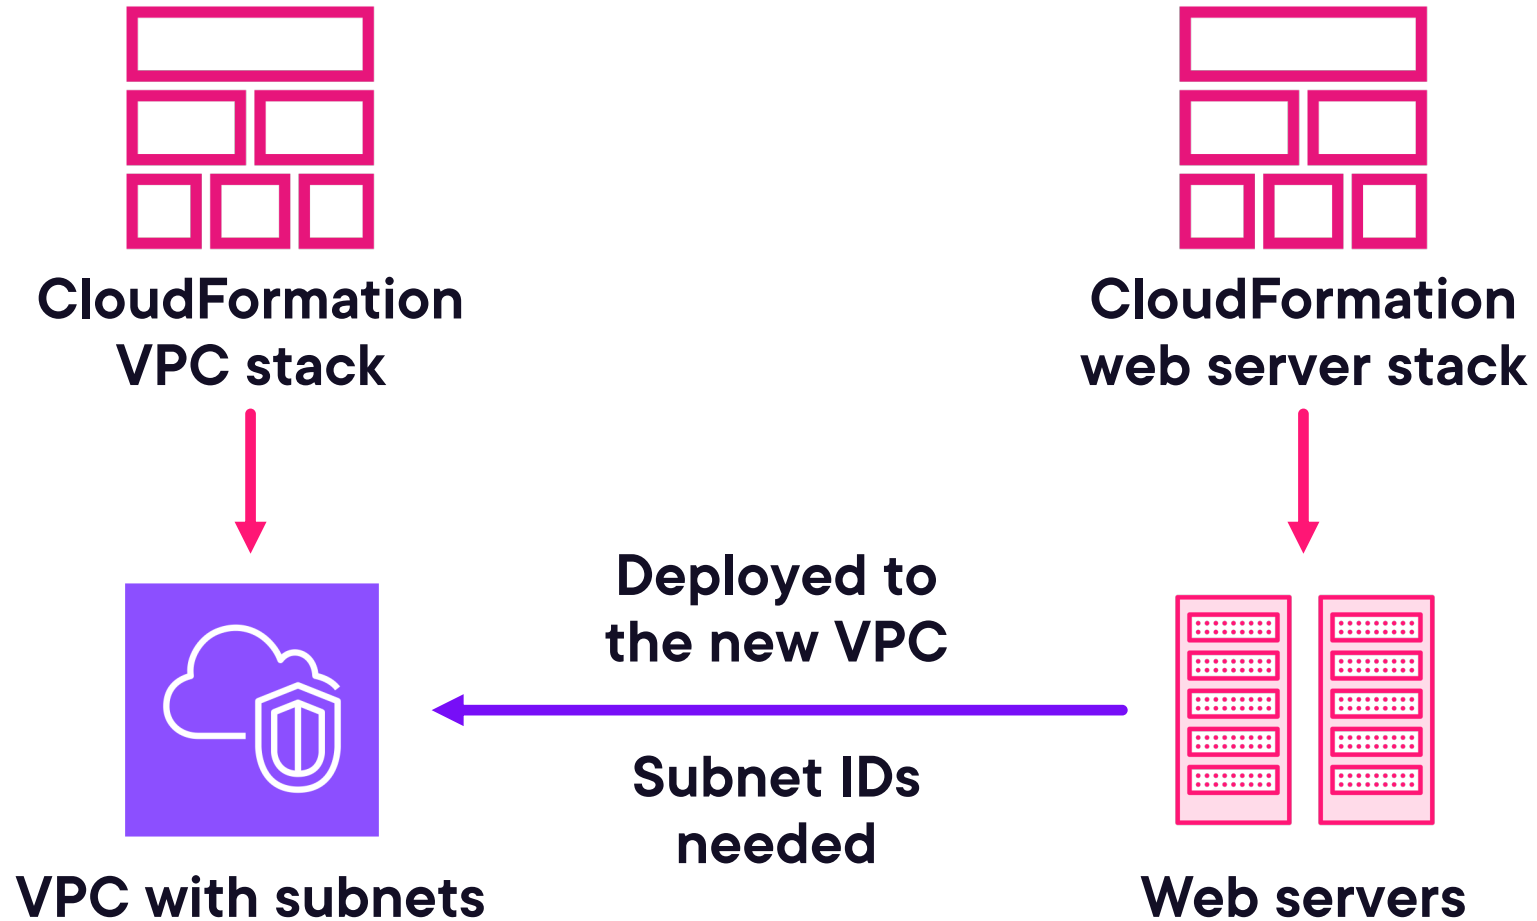 CloudFormation
VPC stack
CloudFormation
web server stack
Deployed to
the new VPC
Subnet IDs
needed
VPC with subnets
Web servers